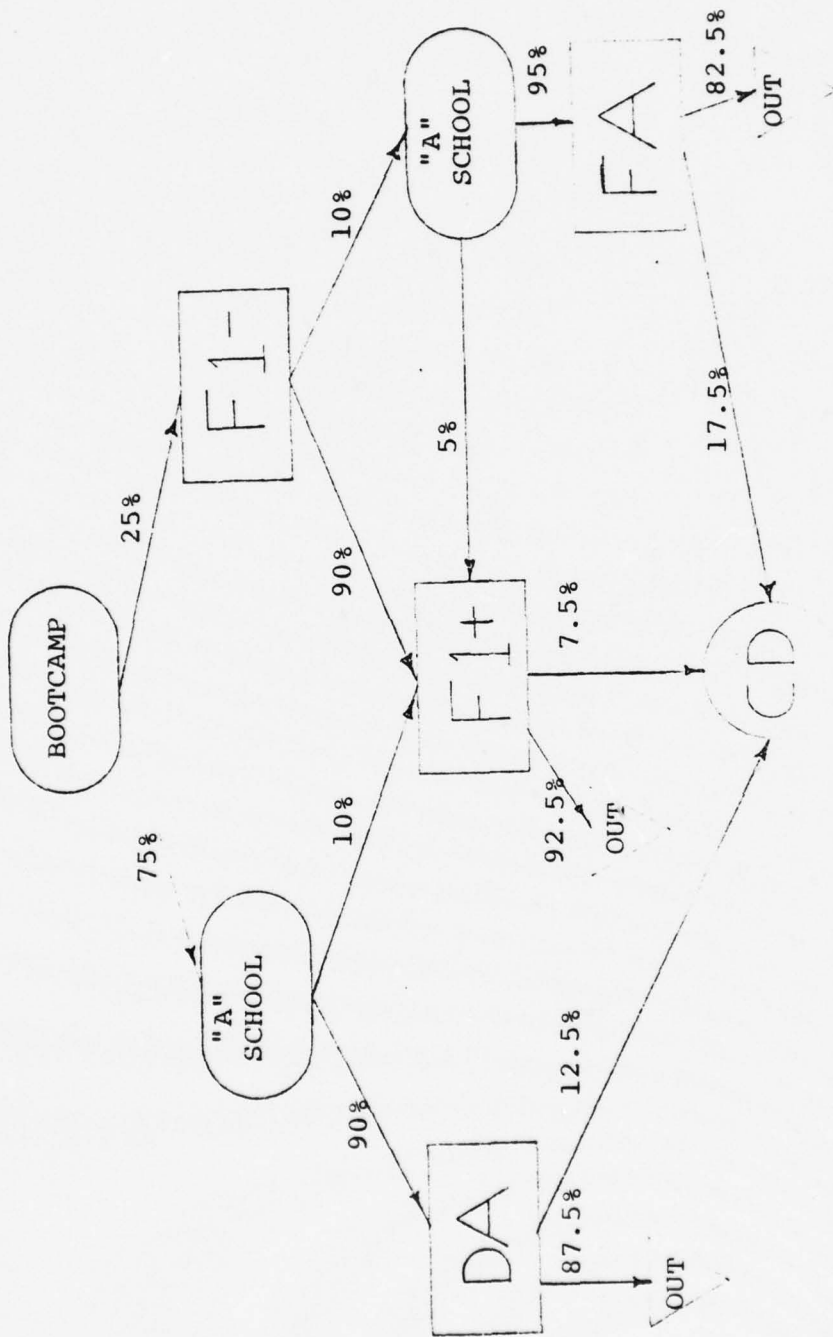 BOOTCAMP
75%
25%
"A"
SCHOOL
F1-
90%
10%
90%
10%
DA
F1+
5%
"A"
SCHOOL
87.5%
12.5%
92.5%
7.5%
17.5%
95%
OUT
OUT
CD
FA
82.5%
OUT